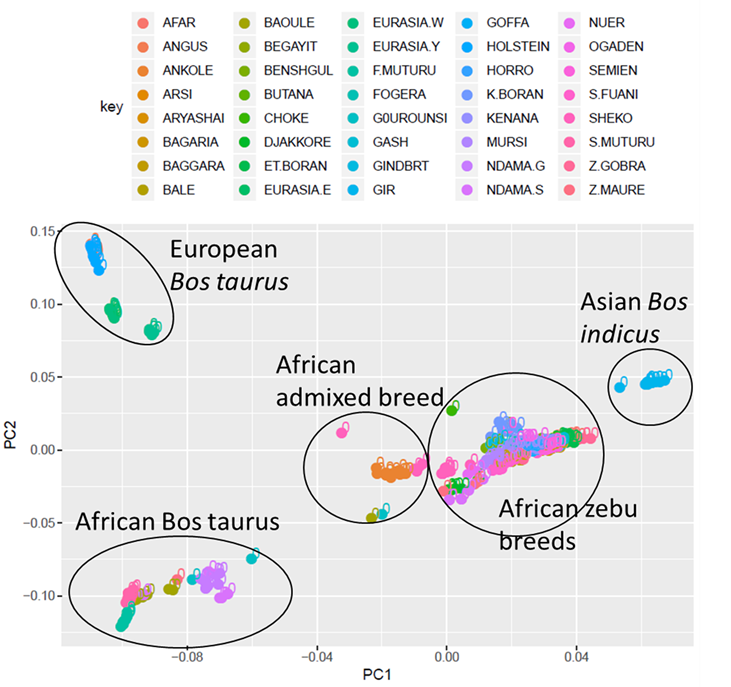 AFAR BAOULE EURASIA.W GOFFA NUER
ANGUS BEGAYIT EURASIA.Y HOLSTEIN OGADEN
ANKOLE BENSHGUL F.MUTURU HORRO SEMIEN
ARSI BUTANA FOGERA K.BORAN S.FUANI
key ARYASHAI CHOKE G0UROUNSI KENANA SHEKO
BAGARIA DJAKKORE GASH MURSI S.MUTURU
BAGGARA ET.BORAN GINDBRT NDAMA.G Z.GOBRA
BALE EURASIA.E GIR NDAMA.S Z.MAURE
0.15
European
Bos taurus
0.10
Asian Bos
indicus
0.05
African
admixed breed
PC2
0.00
African zebu
breeds
−0.05
African Bos taurus
−0.10
−0.08 −0.04 0.00 0.04
PC1